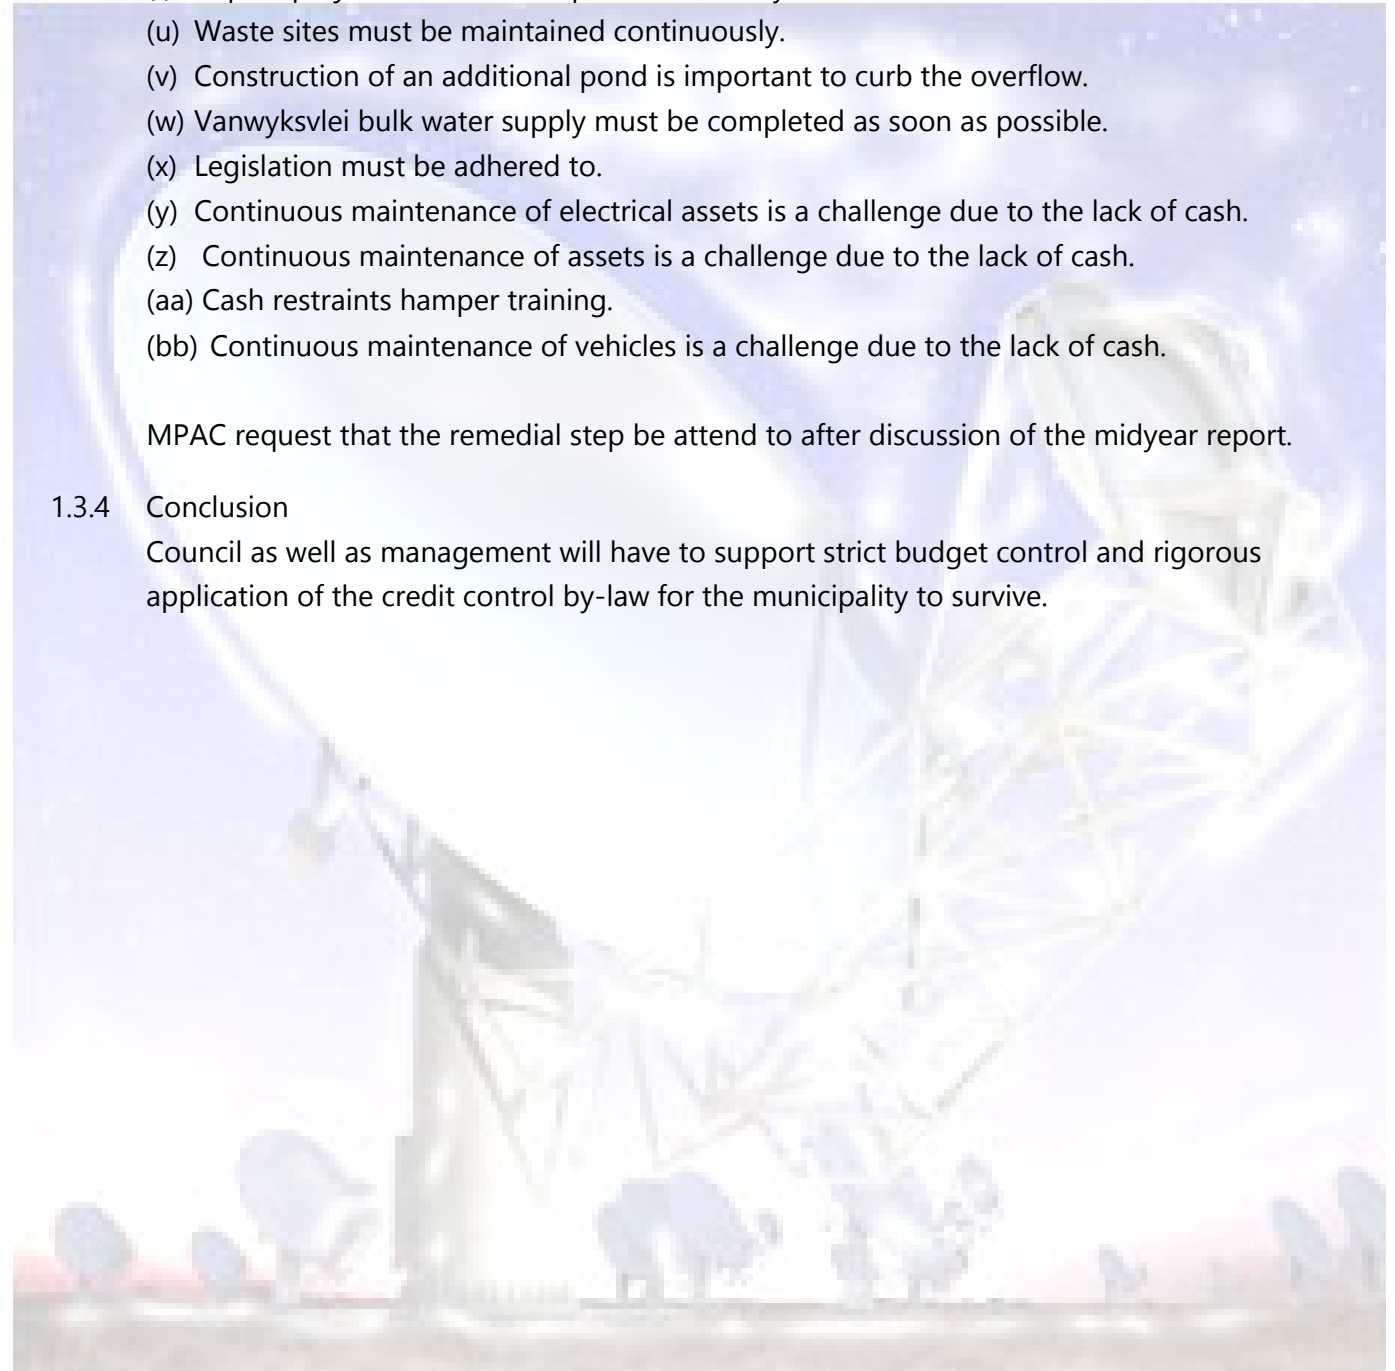 (u) Waste sites must be maintained continuously.
(v) Construction of an additional pond is important to curb the overflow.
(w) Vanwyksvlei bulk water supply must be completed as soon as possible.
(x) Legislation must be adhered to.
(y) Continuous maintenance of electrical assets is a challenge due to the lack of cash.
(z) Continuous maintenance of assets is a challenge due to the lack of cash.
(aa) Cash restraints hamper training.
(bb) Continuous maintenance of vehicles is a challenge due to the lack of cash.
MPAC request that the remedial step be attend to after discussion of the midyear report.
1.3.4 Conclusion
Council as well as management will have to support strict budget control and rigorous
application of the credit control by-law for the municipality to survive.